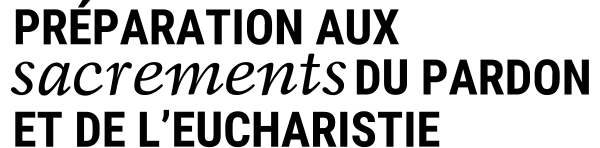 PRÉPARATION AUX
sacrements DU PARDON
ET DE L’EUCHARISTIE